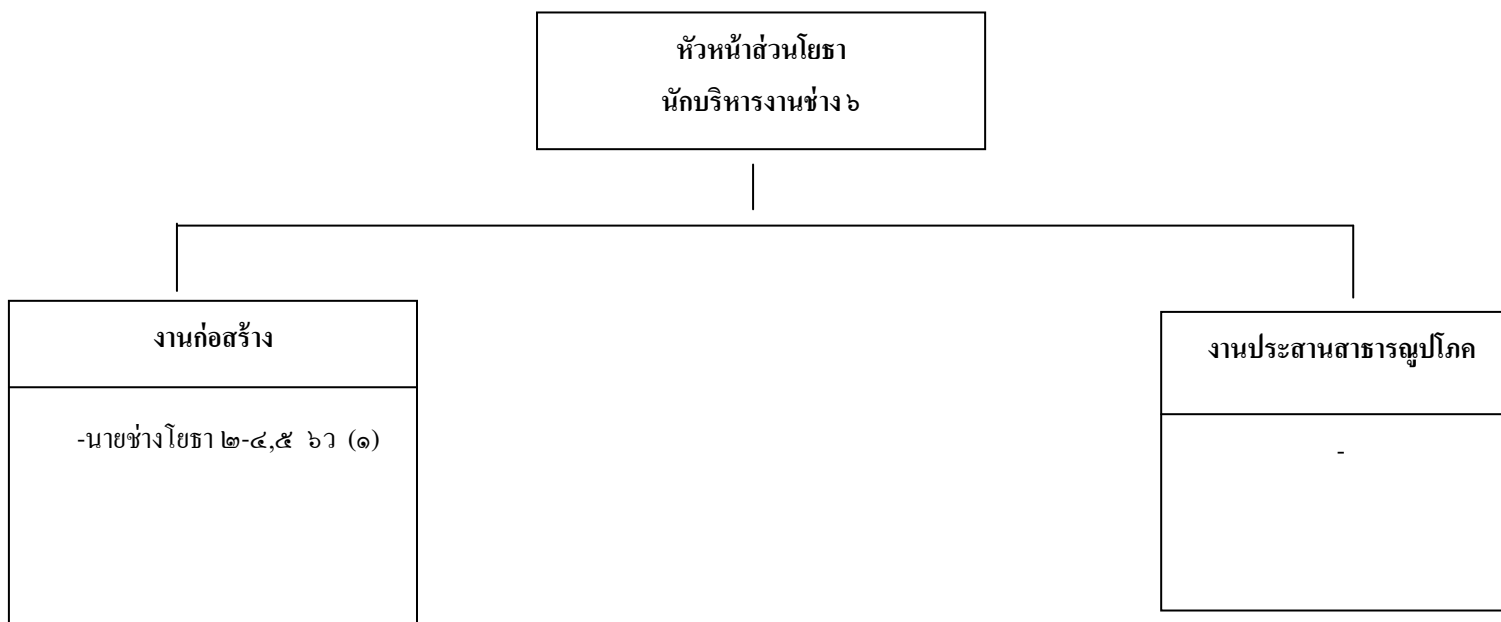 หัวหน้าส่วนโยธา
นักบริหารงานช่าง ๖
งานก่อสร้าง
-นายช่างโยธา ๒-๔,๕ ๖ว (๑)
งานประสานสาธารณูปโภค
-